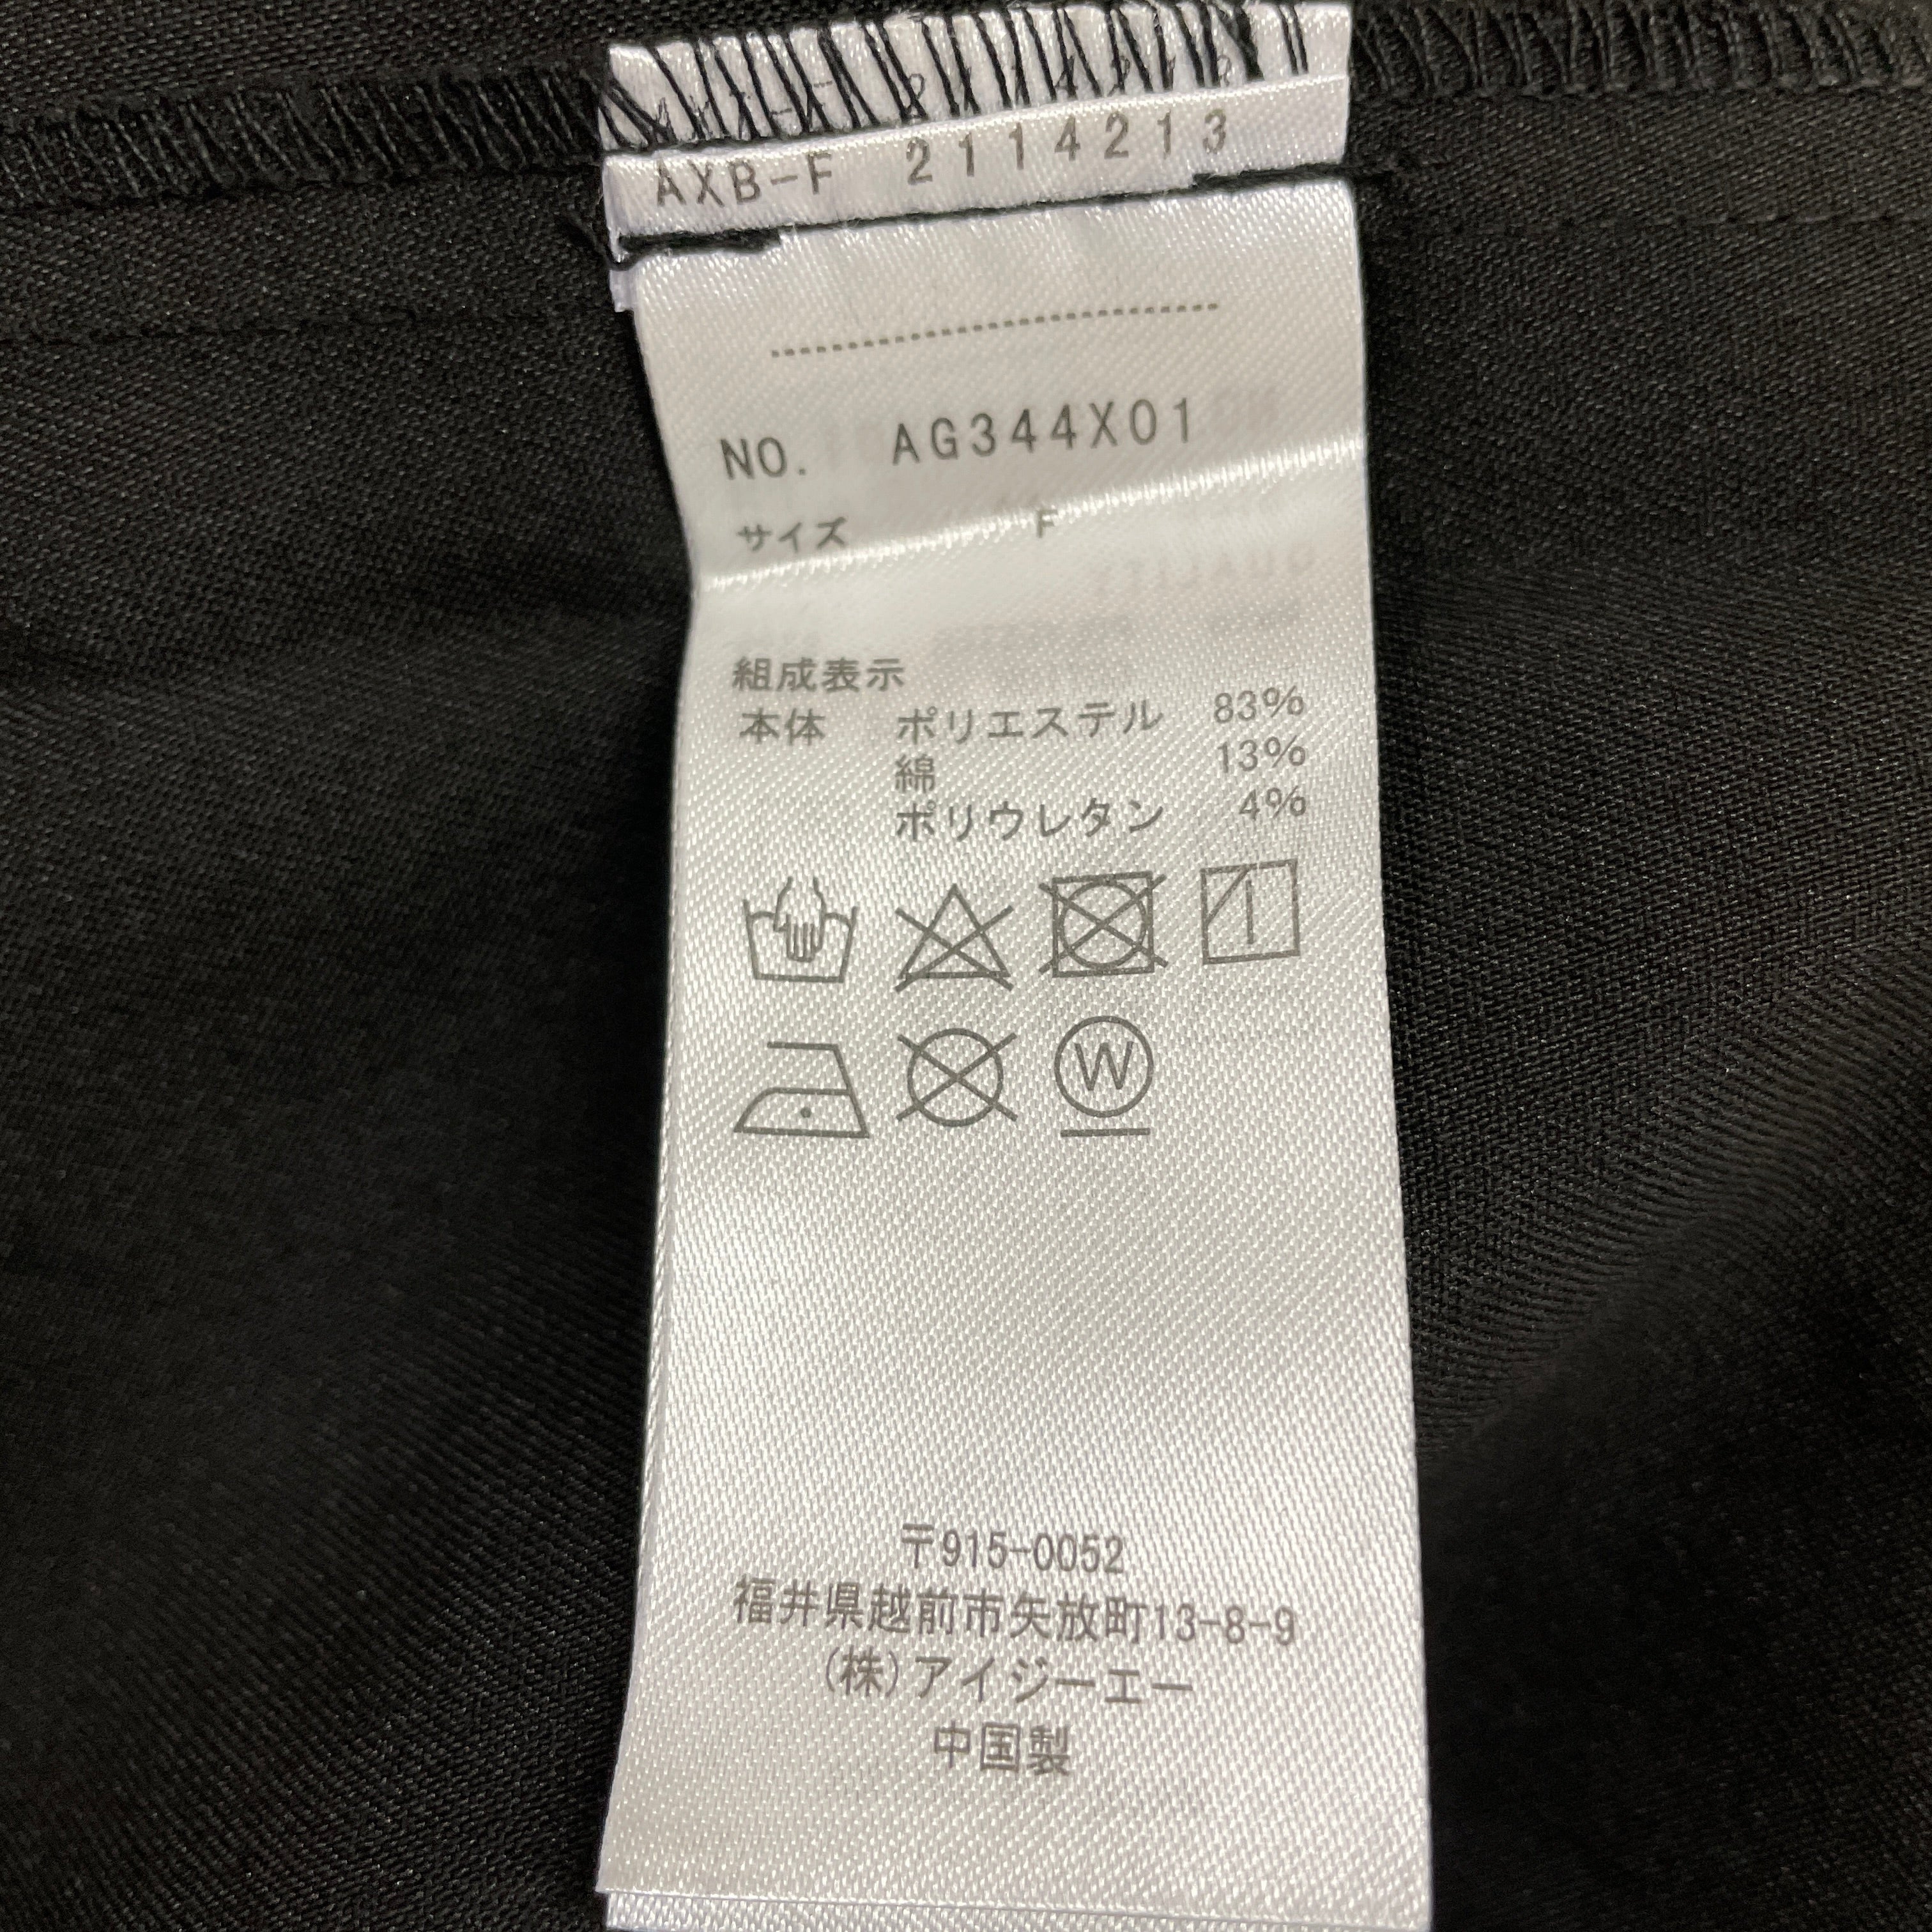 AXB-F 2114213
NO. AG344X01
サイズ F
組成表示
本体 ポリエステル 83%
綿 13%
ポリウレタン 4%
W
〒915-0052
福井県越前市矢放町13-8-9
(株)アイジーエー
中国製